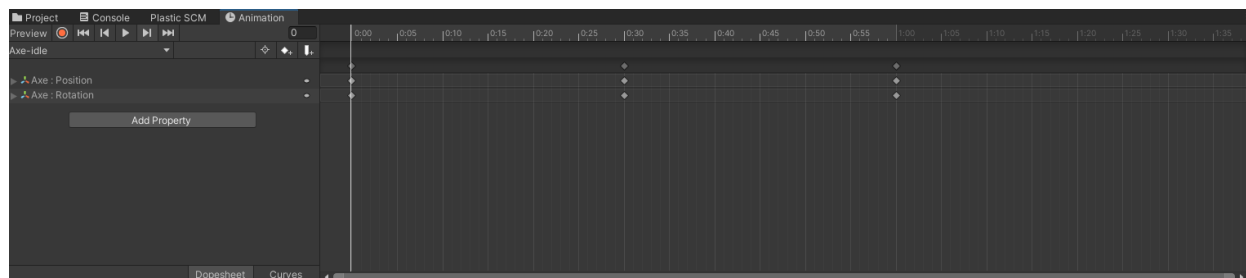 Project Console Plastic SCM Animation
Preview 0 0:00 0:05 0:10 0:15 0:20 0:25 0:30 0:35 0:40 0:45 0:50 0:55 1:00 1:05 1:10 1:15 1:20 1:25 1:30 1:35
Axe-idle
Axe : Position
Axe : Rotation
Add Property
Dopesheet Curves